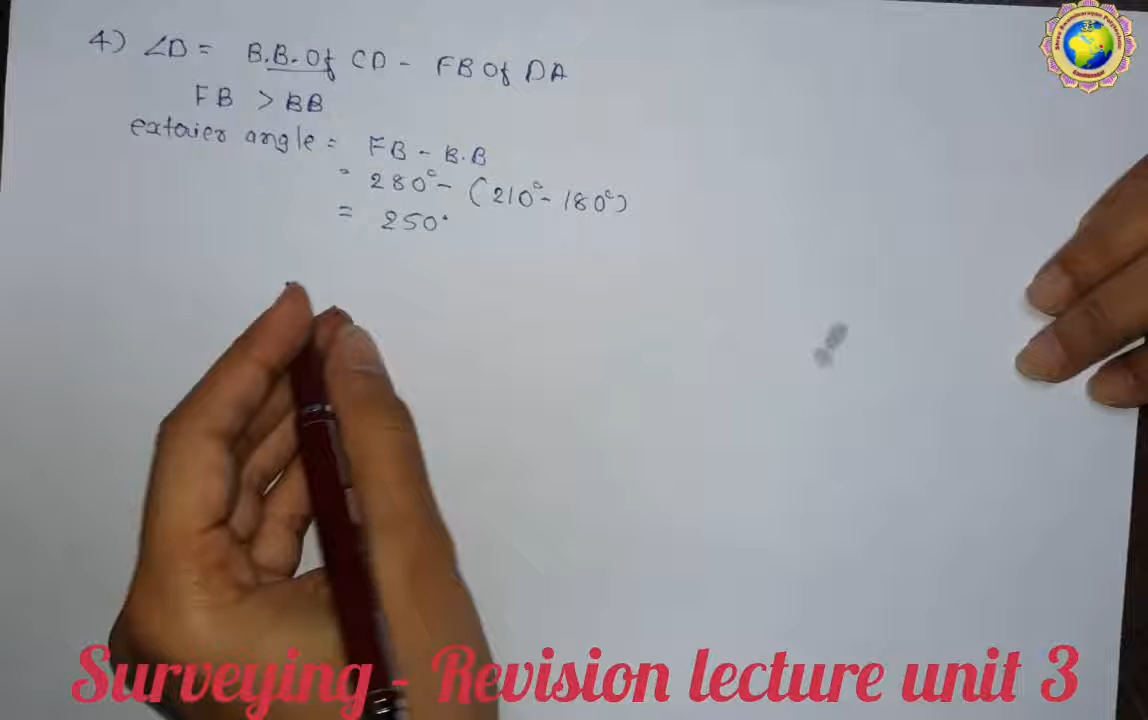 4) ∠D = B.B. Of CD - FB Of DA
FB > BB
extorier angle = FB - B.B
= 280° - (210° - 180°)
= 250°
Surveying - Revision lecture unit 3